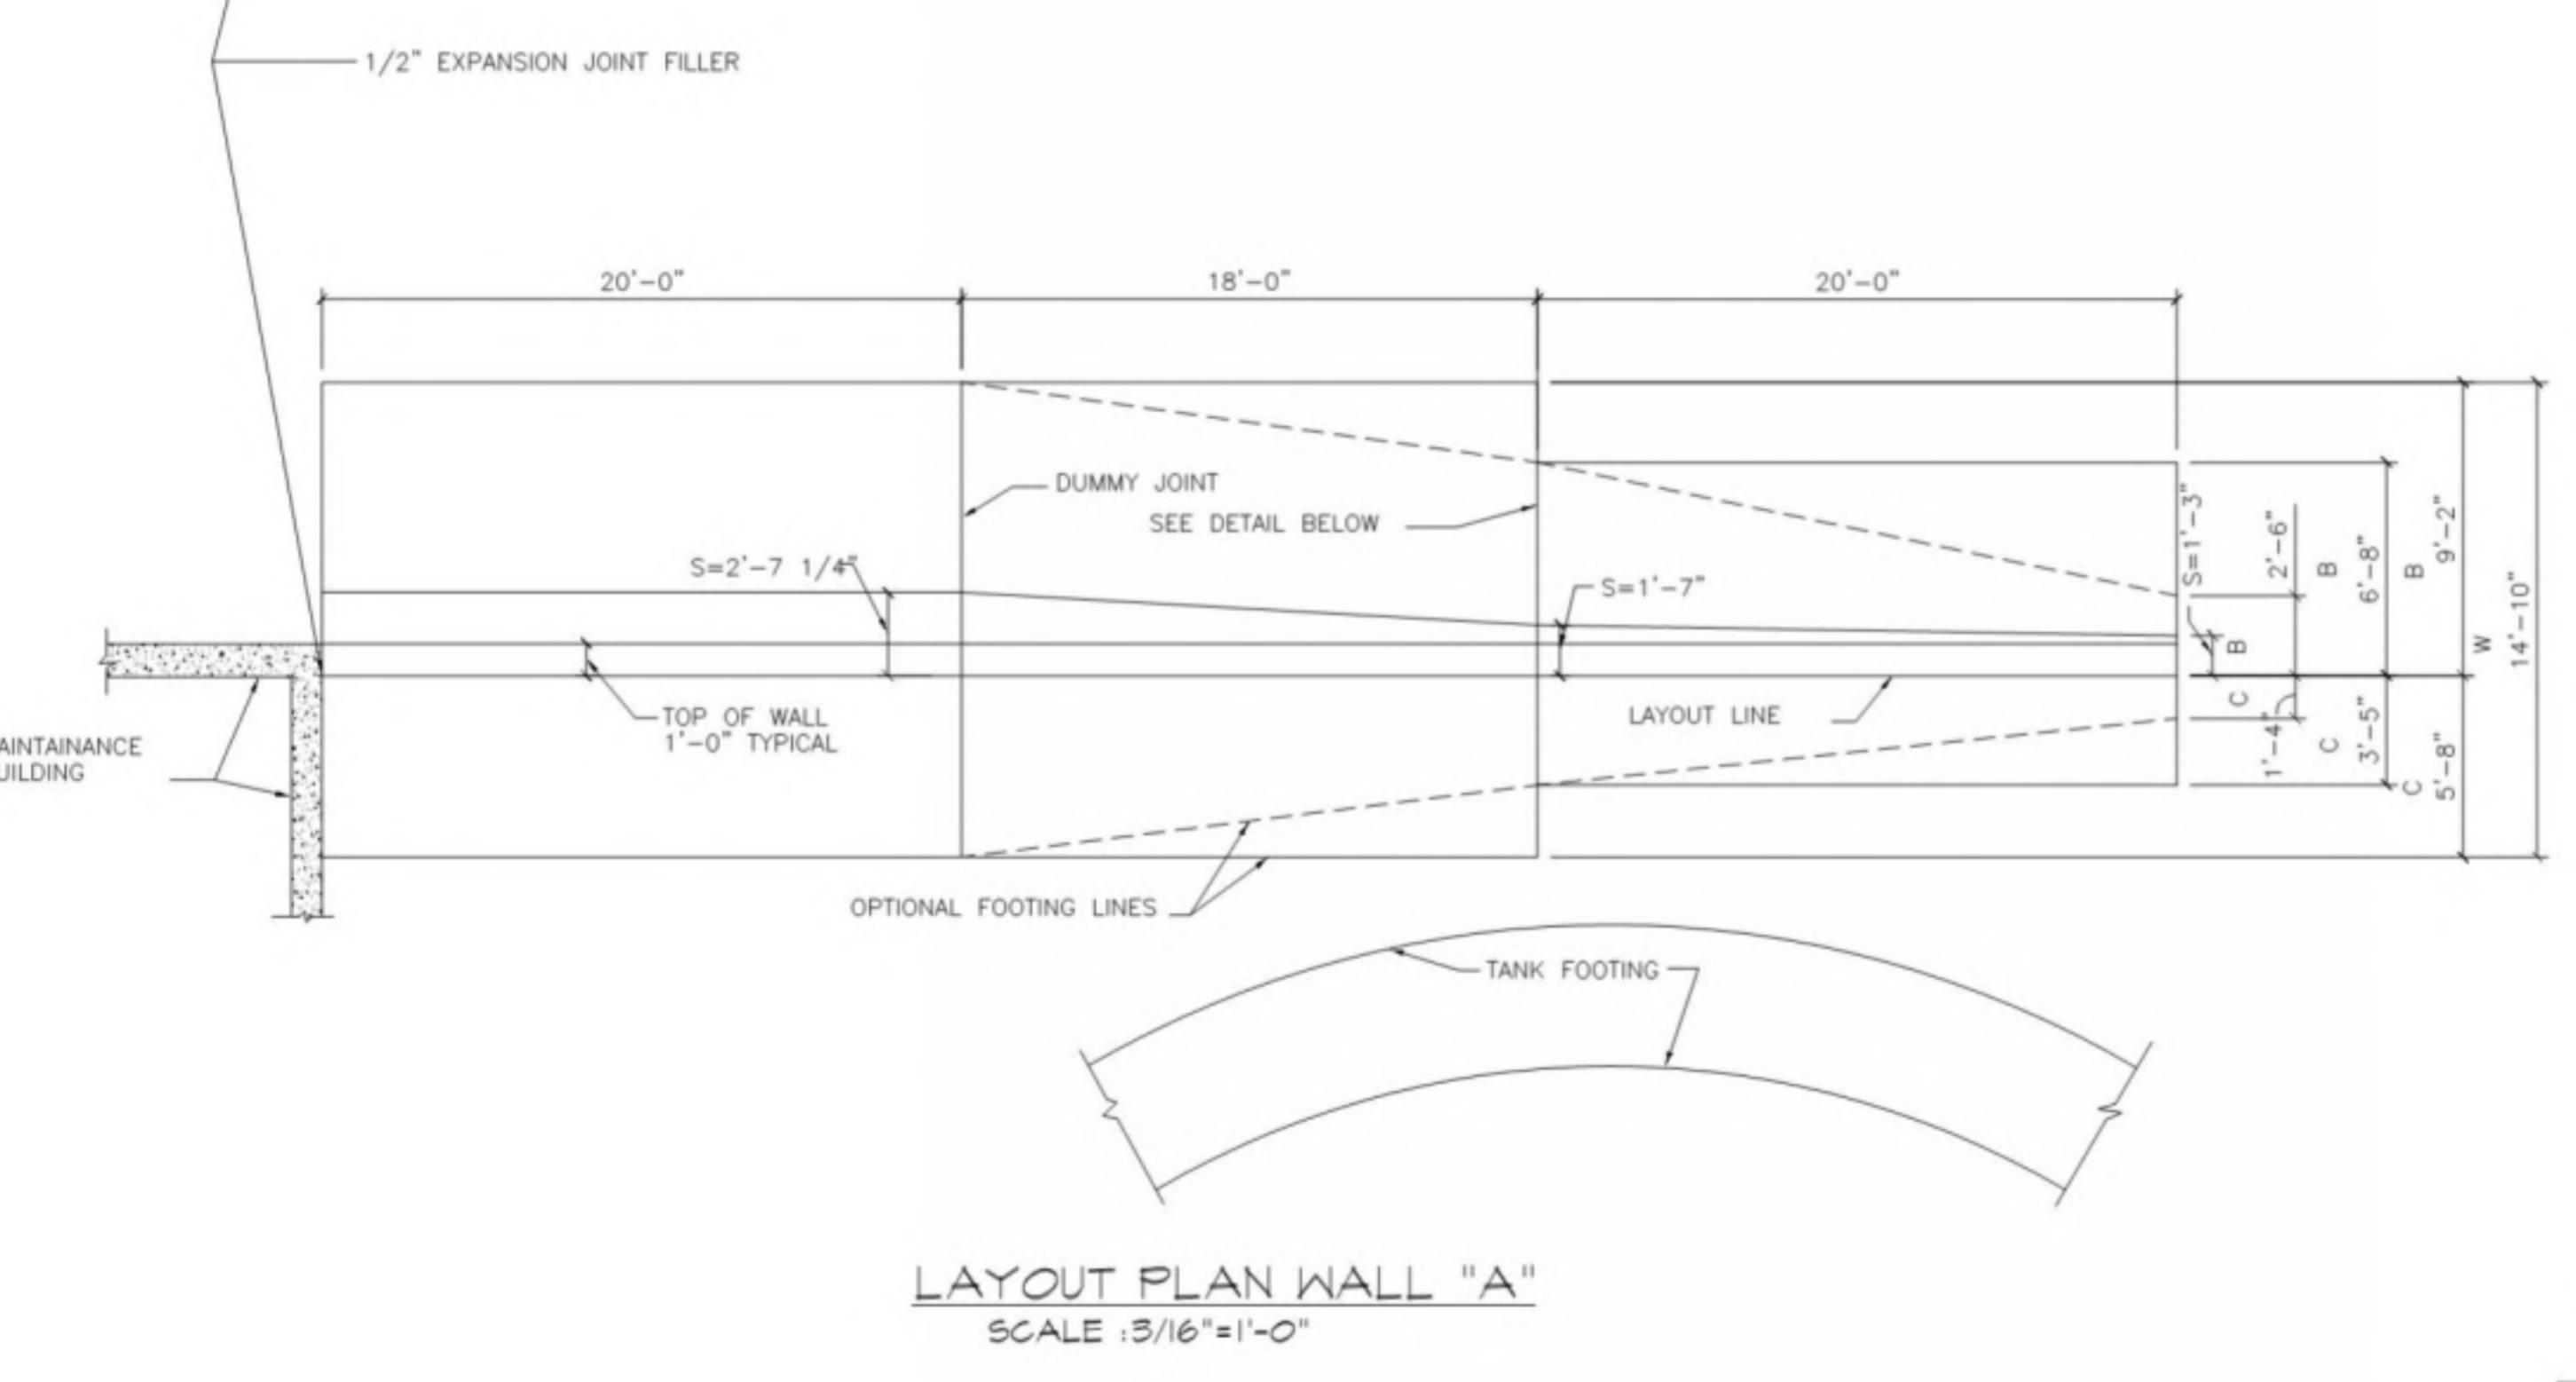 1/2" EXPANSION JOINT FILLER
20'-0"
18'-0"
20'-0"
DUMMY JOINT
SEE DETAIL BELOW
S=2'-7 1/4"
S=1'-7"
S=1'-3"
2'-6"
B
6'-8"
B
9'-2"
B
W
14'-10"
TOP OF WALL
1'-0" TYPICAL
LAYOUT LINE
C
1'-4"
C
3'-5"
C
5'-8"
AINTAINANCE
UILDING
OPTIONAL FOOTING LINES
TANK FOOTING
LAYOUT PLAN WALL "A"
SCALE :3/16"=1'-0"